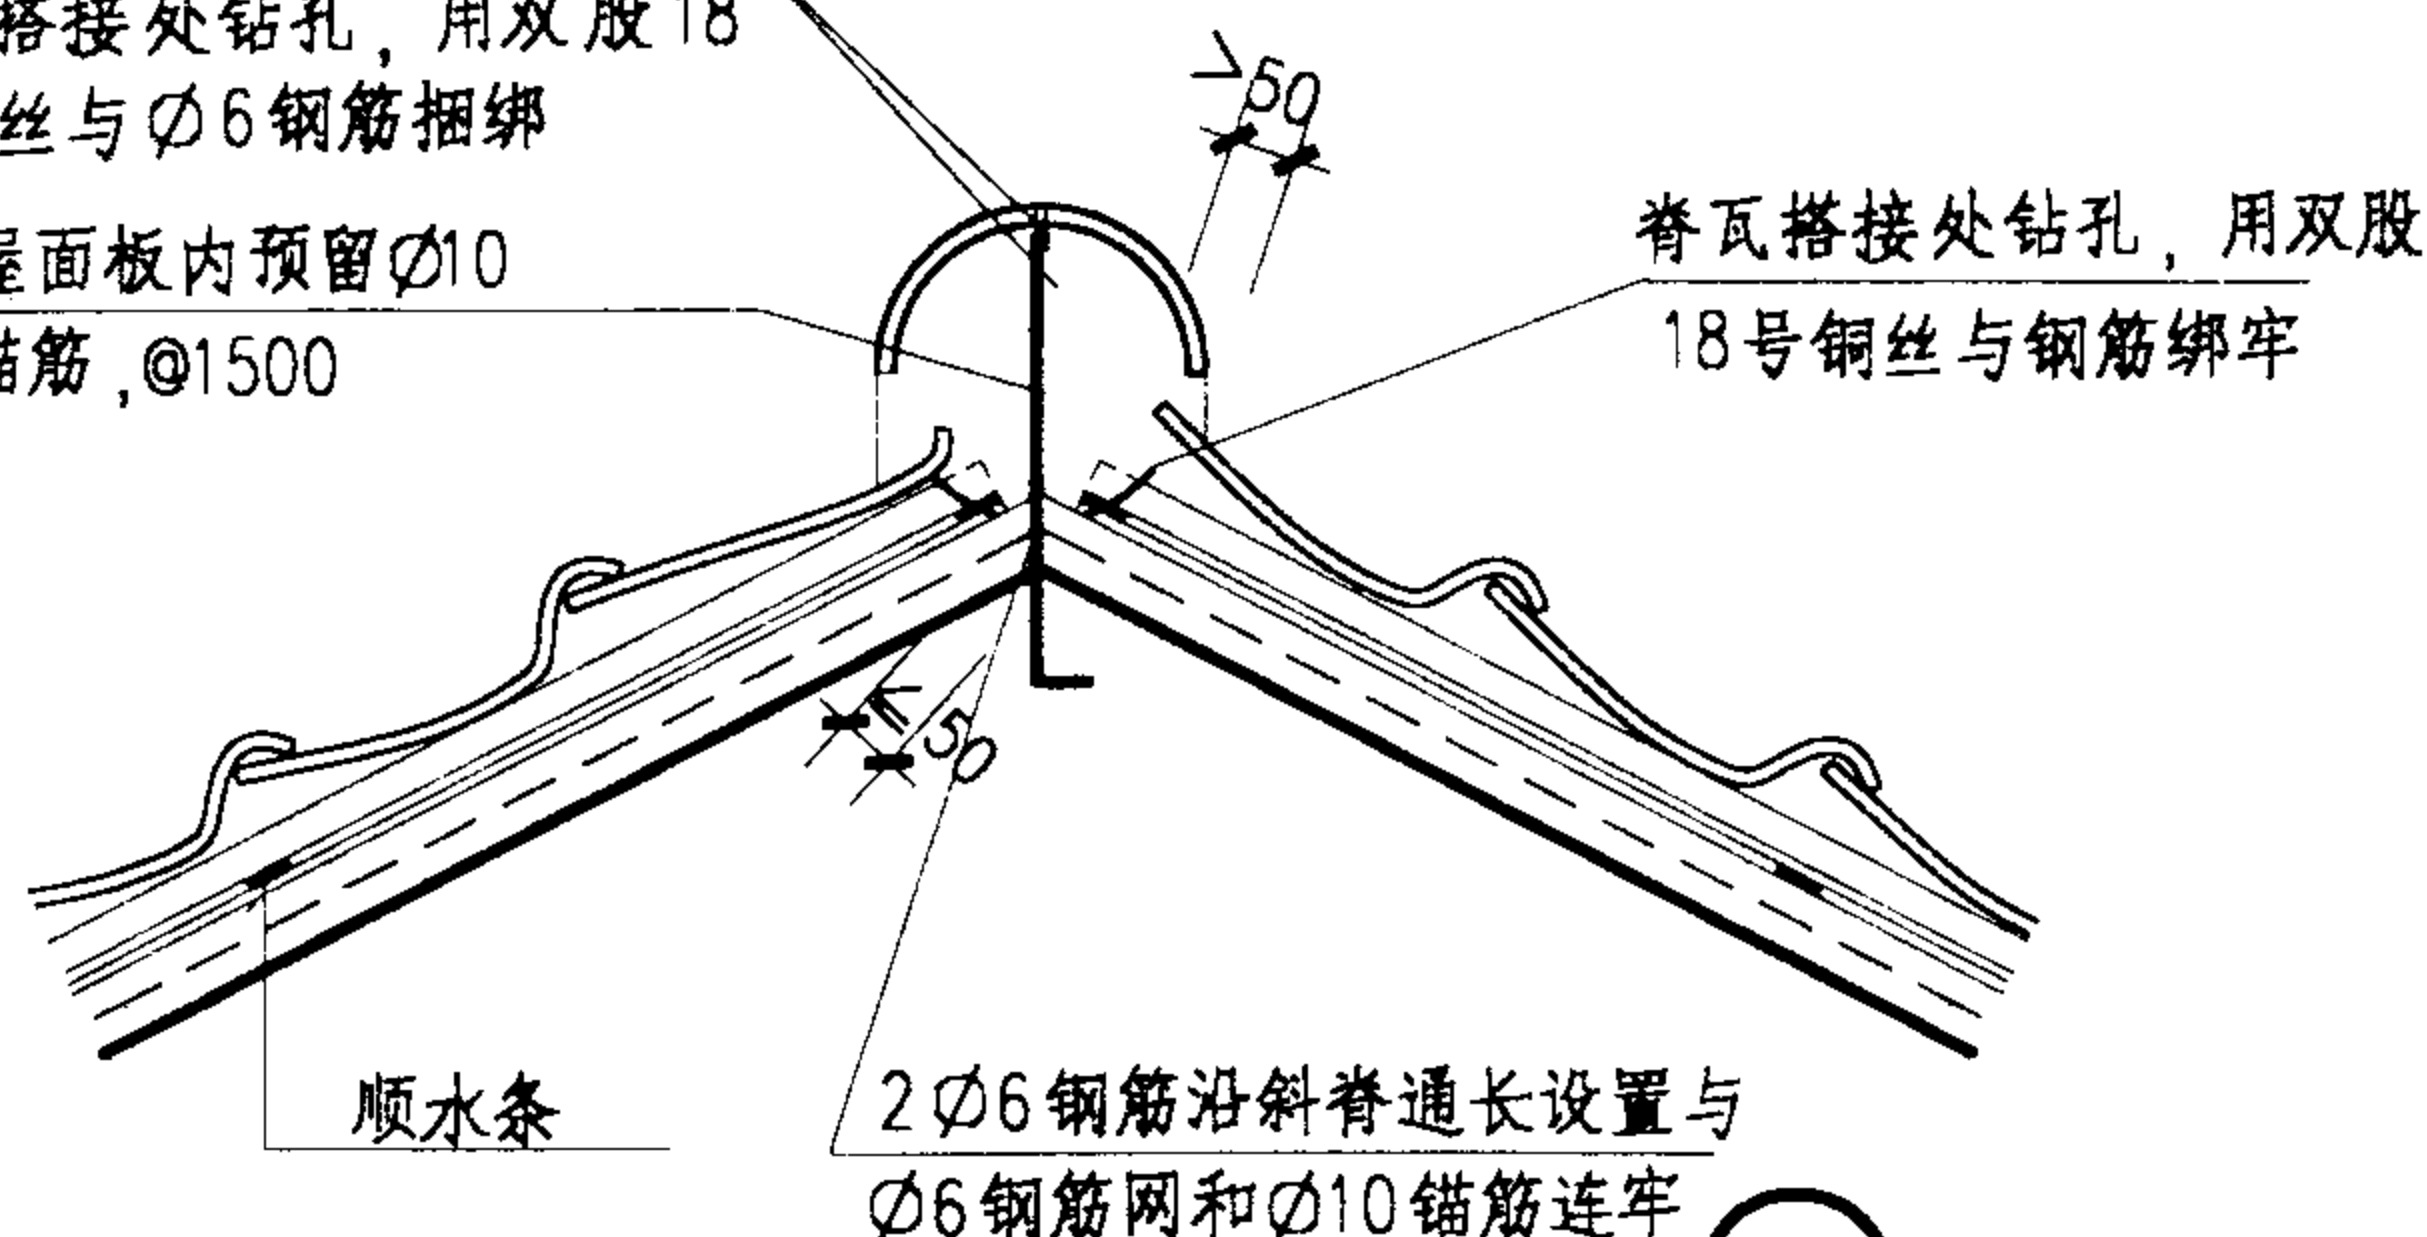 搭接处钻孔，用双股18
丝与Ø6钢筋捆绑
>50
屋面板内预留Ø10
锚筋,@1500
脊瓦搭接处钻孔，用双股
18号铜丝与钢筋绑牢
50
顺水条
2Ø6钢筋沿斜脊通长设置与
Ø6钢筋网和Ø10锚筋连牢